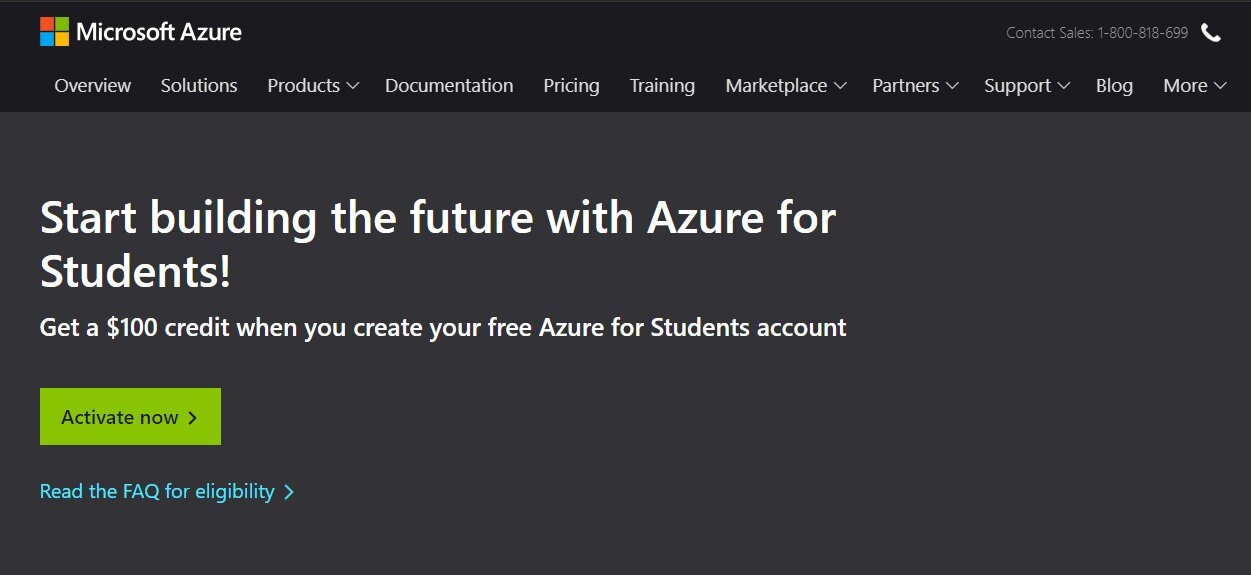 Microsoft Azure
Contact Sales: 1-800-818-699
Overview Solutions Products Documentation Pricing Training Marketplace Partners Support Blog More
Start building the future with Azure for
Students!
Get a $100 credit when you create your free Azure for Students account
Activate now
Read the FAQ for eligibility